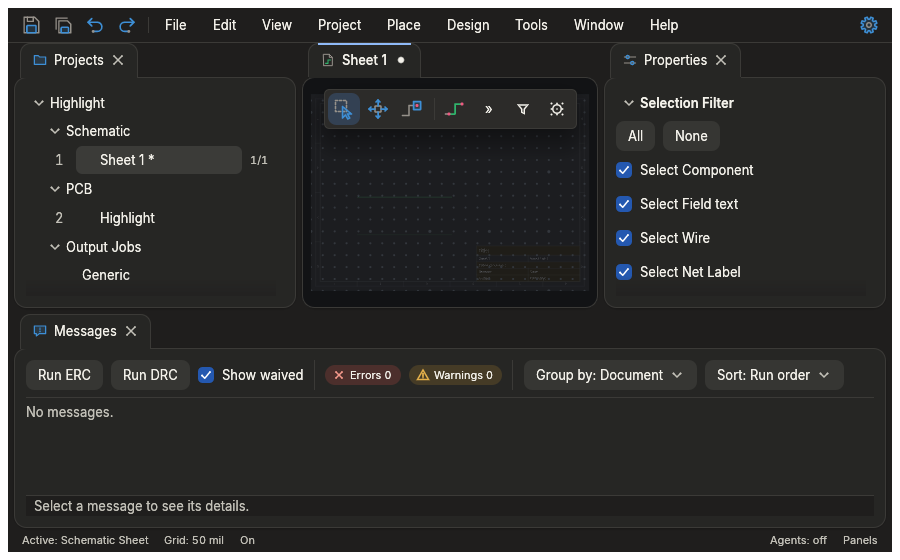 File Edit View Project Place Design Tools Window Help
Projects
Sheet 1
Properties
Highlight
Schematic
1 Sheet 1 * 1/1
PCB
2 Highlight
Output Jobs
Generic
»
Selection Filter
All None
Select Component
Select Field text
Select Wire
Select Net Label
Messages
Run ERC Run DRC Show waived Errors 0 Warnings 0 Group by: Document Sort: Run order
No messages.
Select a message to see its details.
Active: Schematic Sheet Grid: 50 mil On Agents: off Panels